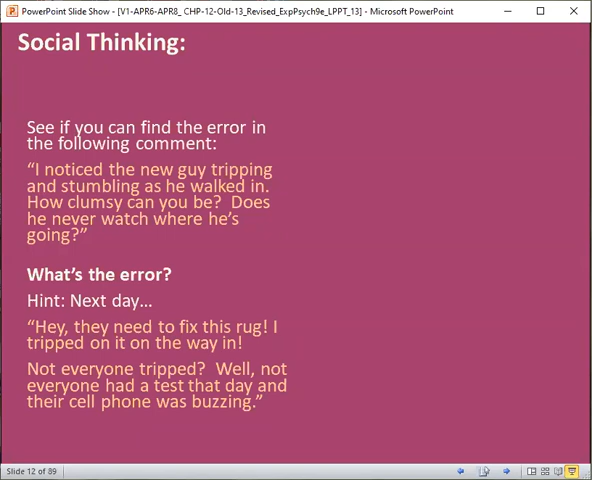 PowerPoint Slide Show - [V1-APR6-APR8_ CHP-12-Old-13_Revised_ExpPsych9e_LPPT_13] - Microsoft PowerPoint
Social Thinking:
See if you can find the error in
the following comment:
“I noticed the new guy tripping
and stumbling as he walked in.
How clumsy can you be?  Does
he never watch where he’s
going?”
What’s the error?
Hint: Next day…
“Hey, they need to fix this rug! I
tripped on it on the way in!
Not everyone tripped?  Well, not
everyone had a test that day and
their cell phone was buzzing.”
Slide 12 of 89